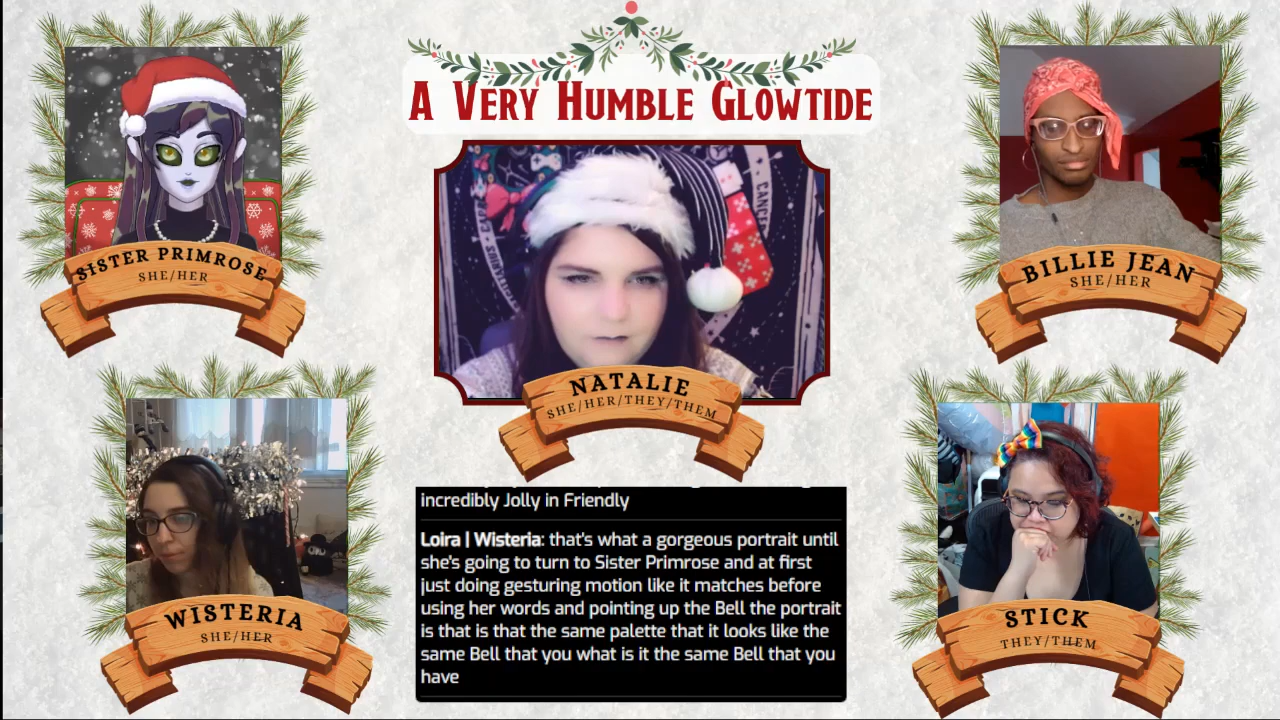 A Very Humble Glowtide
SISTER PRIMROSE
SHE/HER
BILLIE JEAN
SHE/HER
CANCER
NATALIE
SHE/HER/THEY/THEM
WISTERIA
SHE/HER
incredibly Jolly in Friendly
Loira | Wisteria: that's what a gorgeous portrait until
she's going to turn to Sister Primrose and at first
just doing gesturing motion like it matches before
using her words and pointing up the Bell the portrait
is that is that the same palette that it looks like the
same Bell that you what is it the same Bell that you
have
STICK
THEY/THEM